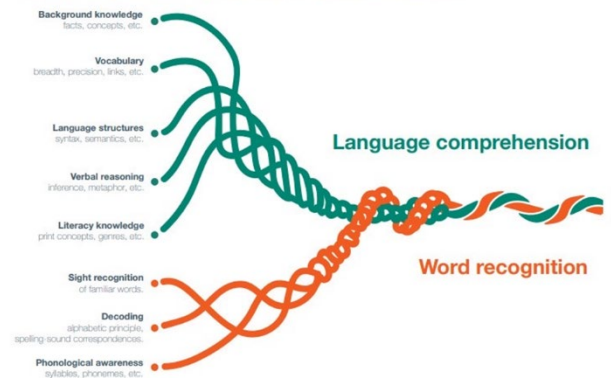 Background knowledge
facts, concepts, etc.
Vocabulary
breadth, precision, links, etc.
Language structures
syntax, semantics, etc.
Verbal reasoning
inference, metaphor, etc.
Literacy knowledge
print concepts, genres, etc.
Language comprehension
Sight recognition
of familiar words.
Decoding
alphabetic principle,
spelling-sound correspondences.
Phonological awareness
syllables, phonemes, etc.
Word recognition